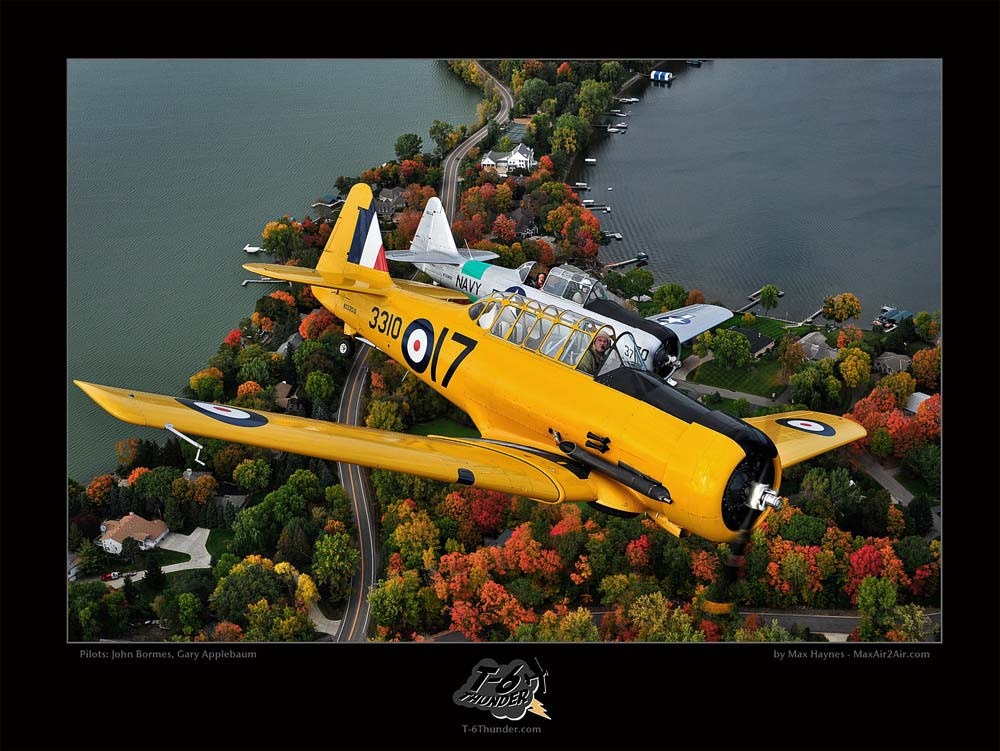 NAVY
3310
17
Pilots: John Bormes, Gary Applebaum
by Max Haynes - MaxAir2Air.com
T-6
THUNDER
T-6Thunder.com